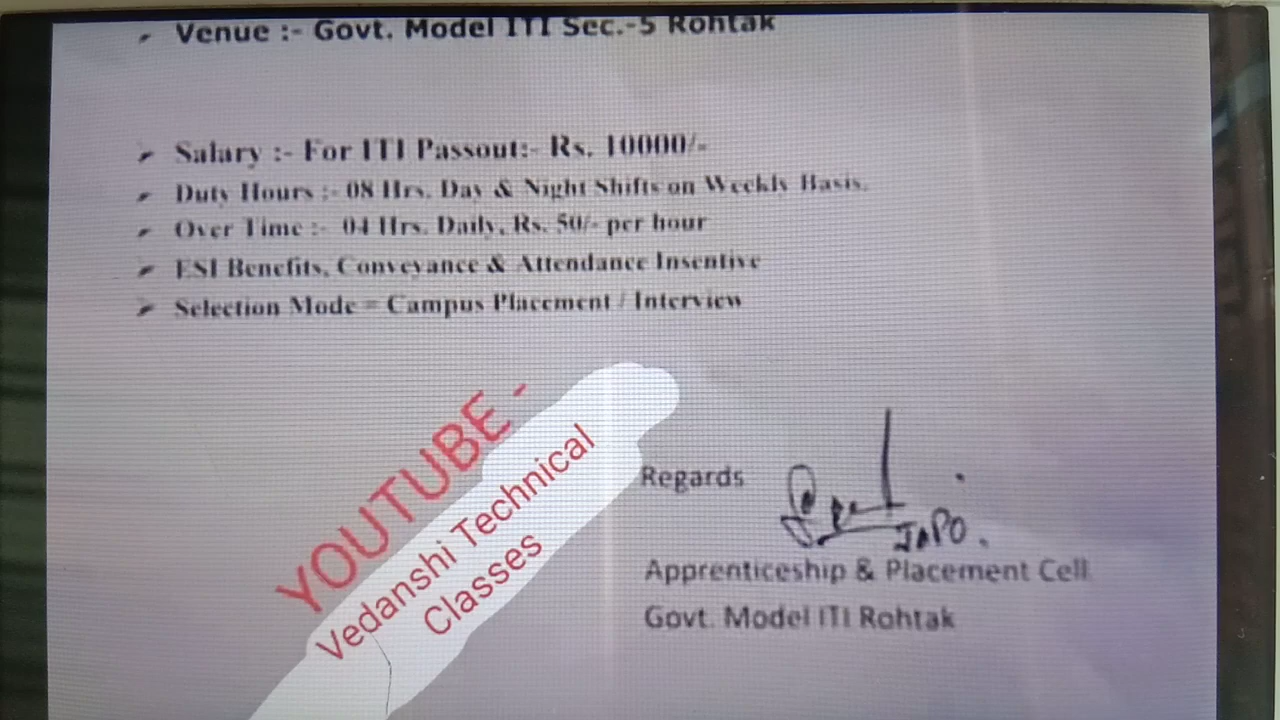 ➢ Venue :- Govt. Model ITI Sec.-5 Rohtak
➢ Salary :- For ITI Passout:- Rs. 10000/-
➢ Duty Hours :- 08 Hrs. Day & Night Shifts on Weekly Basis.
➢ Over Time :- 04 Hrs. Daily, Rs. 50/- per hour
➢ ESI Benefits, Conveyance & Attendance Insentive
➢ Selection Mode = Campus Placement / Interview
YOUTUBE -
Vedanshi Technical
Classes
Regards
JAPO.
Apprenticeship & Placement Cell
Govt. Model ITI Rohtak